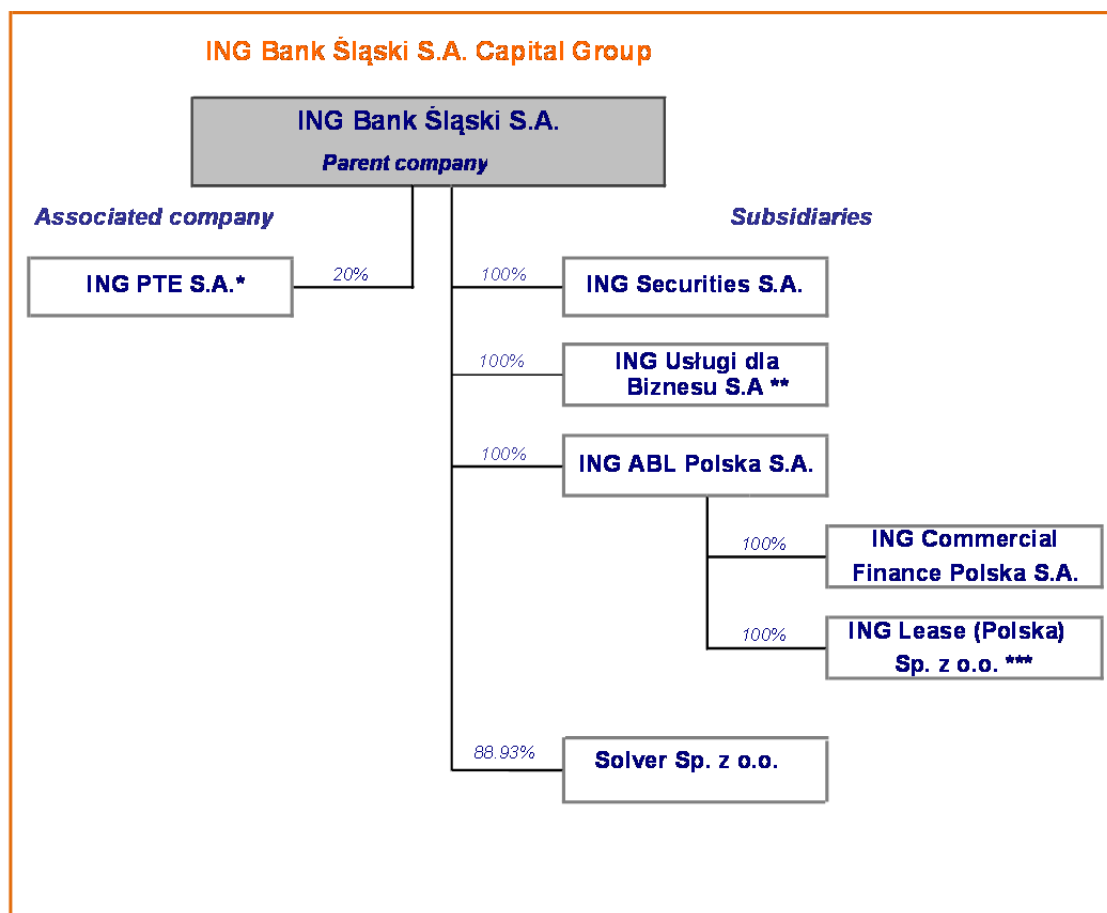 ING Bank Śląski S.A. Capital Group
ING Bank Śląski S.A.
Parent company
Associated company
Subsidiaries
ING PTE S.A.*
20%
100%
ING Securities S.A.
100%
ING Usługi dla
Biznesu S.A **
100%
ING ABL Polska S.A.
100%
ING Commercial
Finance Polska S.A.
100%
ING Lease (Polska)
Sp. z o.o. ***
88.93%
Solver Sp. z o.o.